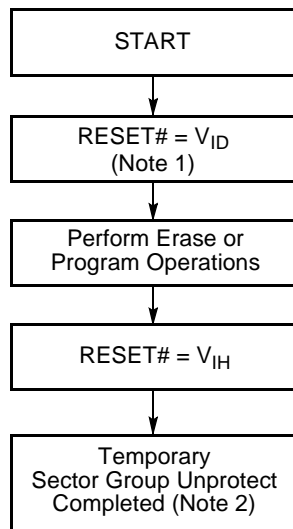 START
RESET# = VID
(Note 1)
Perform Erase or
Program Operations
RESET# = VIH
Temporary
Sector Group Unprotect
Completed (Note 2)